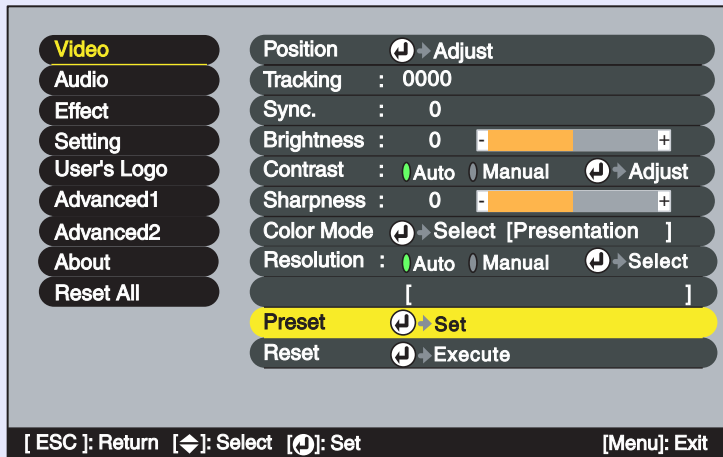 Video
Audio
Effect
Setting
User's Logo
Advanced1
Advanced2
About
Reset All
Position Adjust
Tracking : 0000
Sync. : 0
Brightness : 0 - +
Contrast : Auto Manual Adjust
Sharpness : 0 - +
Color Mode Select [Presentation ]
Resolution : Auto Manual Select
[ ]
Preset Set
Reset Execute
[ ESC ]: Return [ ]: Select [ ]: Set [Menu]: Exit